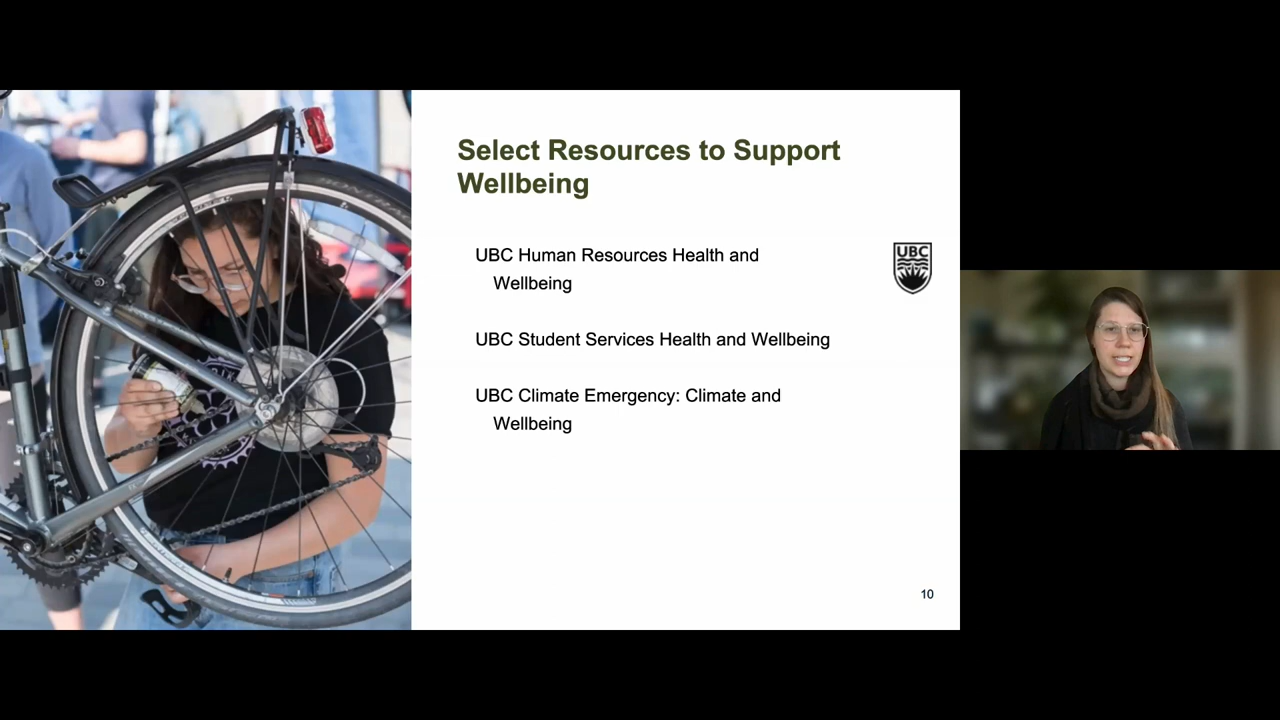 Select Resources to Support
Wellbeing
UBC Human Resources Health and
Wellbeing
UBC
UBC Student Services Health and Wellbeing
UBC Climate Emergency: Climate and
Wellbeing
10